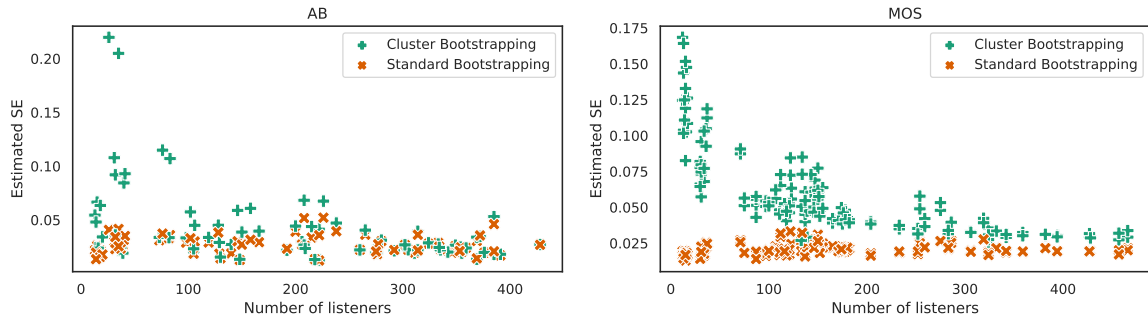 AB
Estimated SE
0.20
0.15
0.10
0.05
0
100
200
300
400
Number of listeners
Cluster Bootstrapping
Standard Bootstrapping
MOS
Estimated SE
0.175
0.150
0.125
0.100
0.075
0.050
0.025
0
100
200
300
400
Number of listeners
Cluster Bootstrapping
Standard Bootstrapping